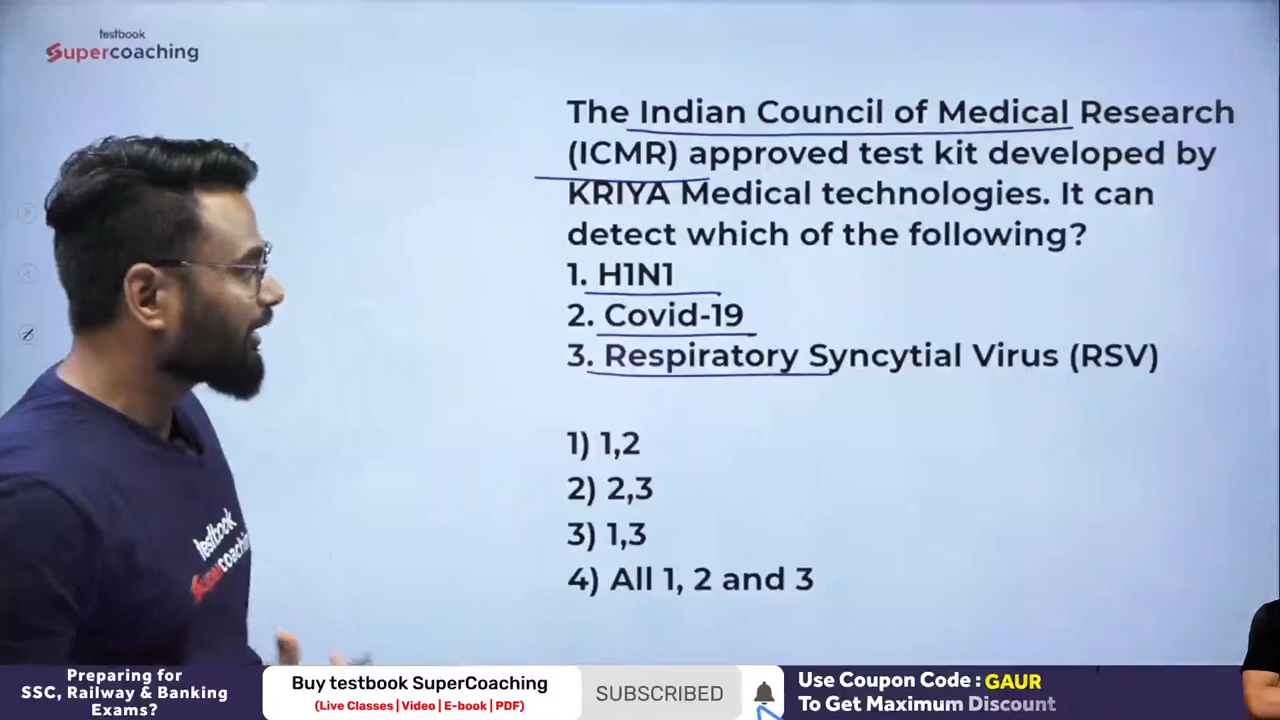 testbook
Supercoaching
The Indian Council of Medical Research
(ICMR) approved test kit developed by
KRIYA Medical technologies. It can
detect which of the following?
1. H1N1
2. Covid-19
3. Respiratory Syncytial Virus (RSV)
1) 1,2
2) 2,3
3) 1,3
4) All 1, 2 and 3
testbook
Supercoaching
Preparing for
SSC, Railway & Banking
Exams?
Buy testbook SuperCoaching
(Live Classes | Video | E-book | PDF)
SUBSCRIBED
Use Coupon Code : GAUR
To Get Maximum Discount